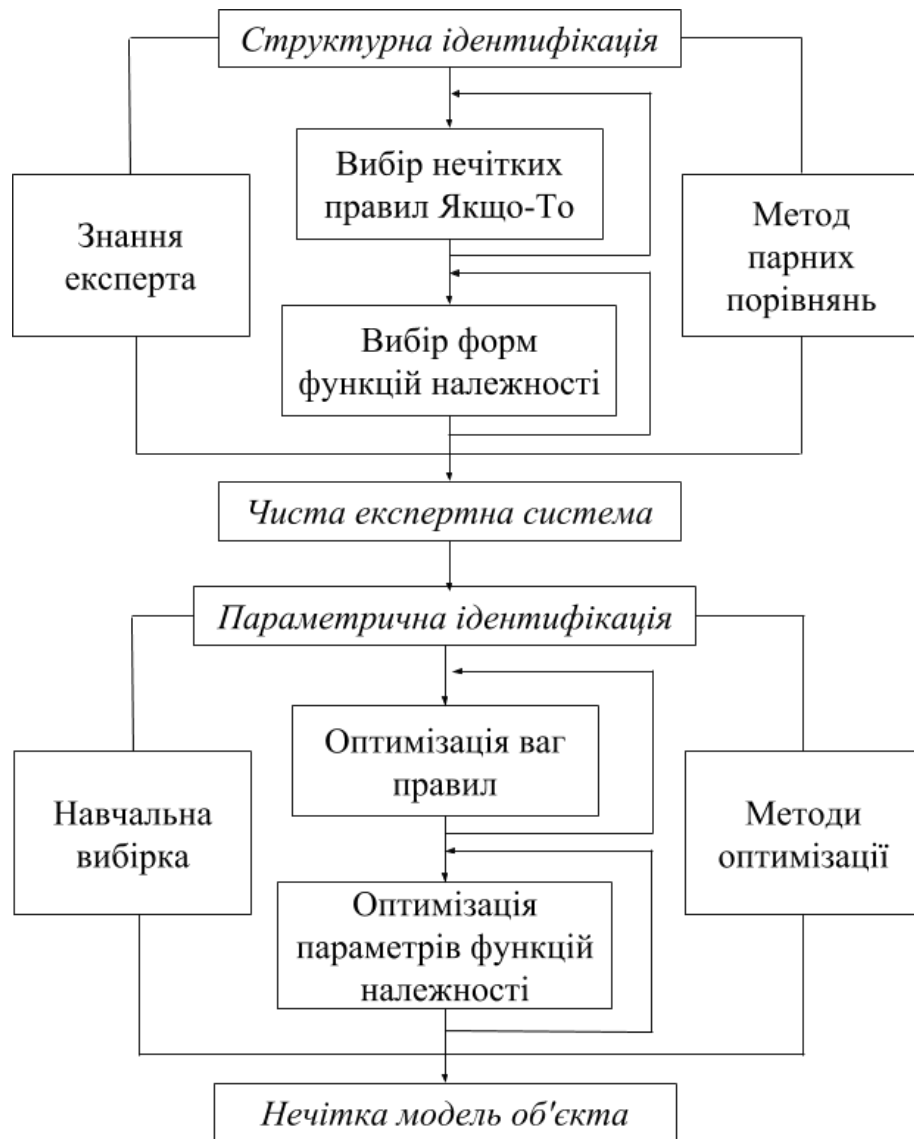 Структурна ідентифікація
Вибір нечітких
правил Якщо-То
Знання
експерта
Метод
парних
порівнянь
Вибір форм
функцій належності
Чиста експертна система
Параметрична ідентифікація
Оптимізація ваг
правил
Навчальна
вибірка
Методи
оптимізації
Оптимізація
параметрів функцій
належності
Нечітка модель об'єкта